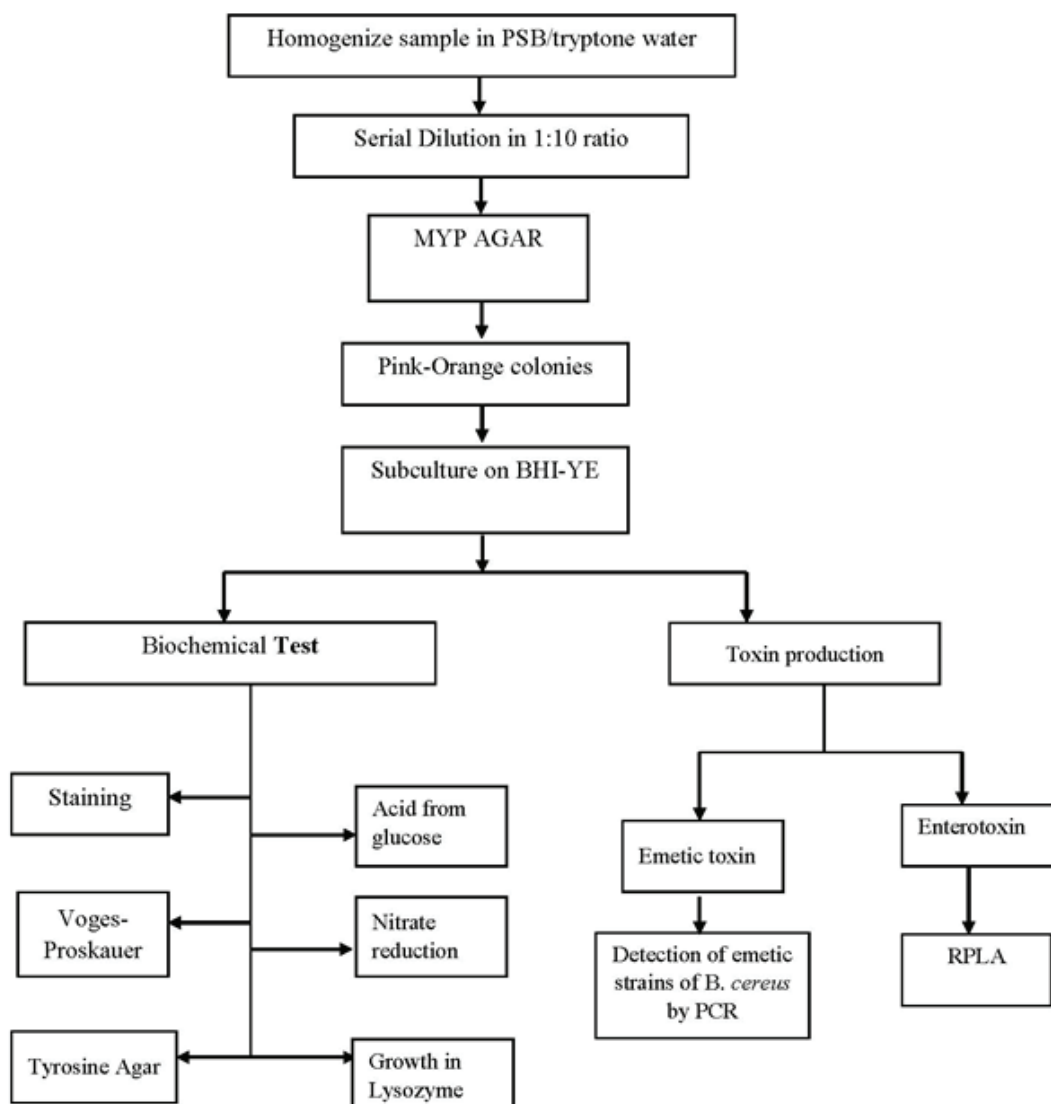 Homogenize sample in PSB/tryptone water
Serial Dilution in 1:10 ratio
MYP AGAR
Pink-Orange colonies
Subculture on BHI-YE
Biochemical Test
Toxin production
Staining
Acid from
glucose
Voges-
Proskauer
Nitrate
reduction
Tyrosine Agar
Growth in
Lysozyme
Emetic toxin
Enterotoxin
Detection of emetic
strains of B. cereus
by PCR
RPLA